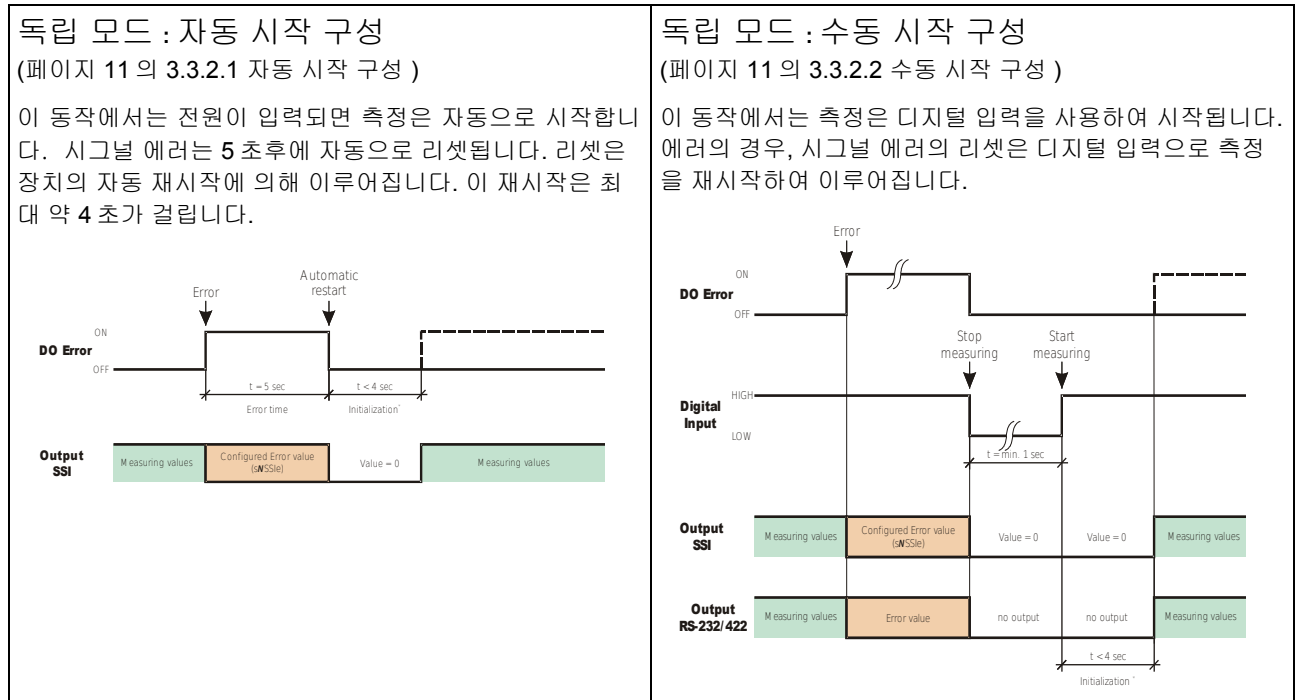 독립 모드 : 자동 시작 구성
(페이지 11 의 3.3.2.1 자동 시작 구성 )
이 동작에서는 전원이 입력되면 측정은 자동으로 시작합니
다. 시그널 에러는 5 초후에 자동으로 리셋됩니다. 리셋은
장치의 자동 재시작에 의해 이루어집니다. 이 재시작은 최
대 약 4 초가 걸립니다.
Error
Automatic
restart
ON
DO Error
OFF
t = 5 sec
t < 4 sec
Error time
Initialization*
Output
SSI
Measuring values
Configured Error value
(sNSSIe)
Value = 0
Measuring values
독립 모드 : 수동 시작 구성
(페이지 11 의 3.3.2.2 수동 시작 구성 )
이 동작에서는 측정은 디지털 입력을 사용하여 시작됩니다.
에러의 경우, 시그널 에러의 리셋은 디지털 입력으로 측정
을 재시작하여 이루어집니다.
Error
ON
DO Error
OFF
Stop
measuring
Start
measuring
HIGH
Digital
Input
LOW
t = min. 1 sec
Output
SSI
Measuring values
Configured Error value
(sNSSIe)
Value = 0
Value = 0
Measuring values
Output
RS-232/422
Measuring values
Error value
no output
no output
Measuring values
t < 4 sec
Initialization*